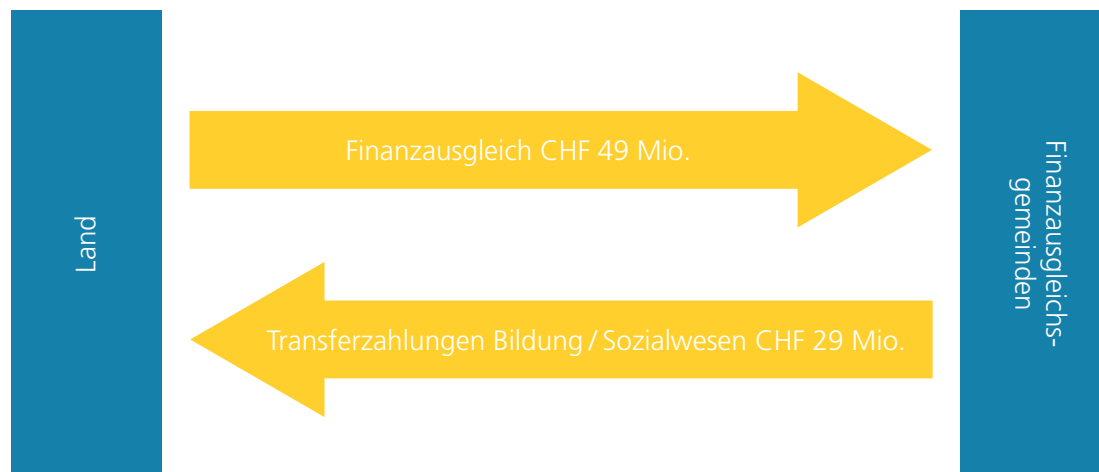 Land
Finanzausgleich CHF 49 Mio.
Transferzahlungen Bildung / Sozialwesen CHF 29 Mio.
Finanzausgleichs-
gemeinden